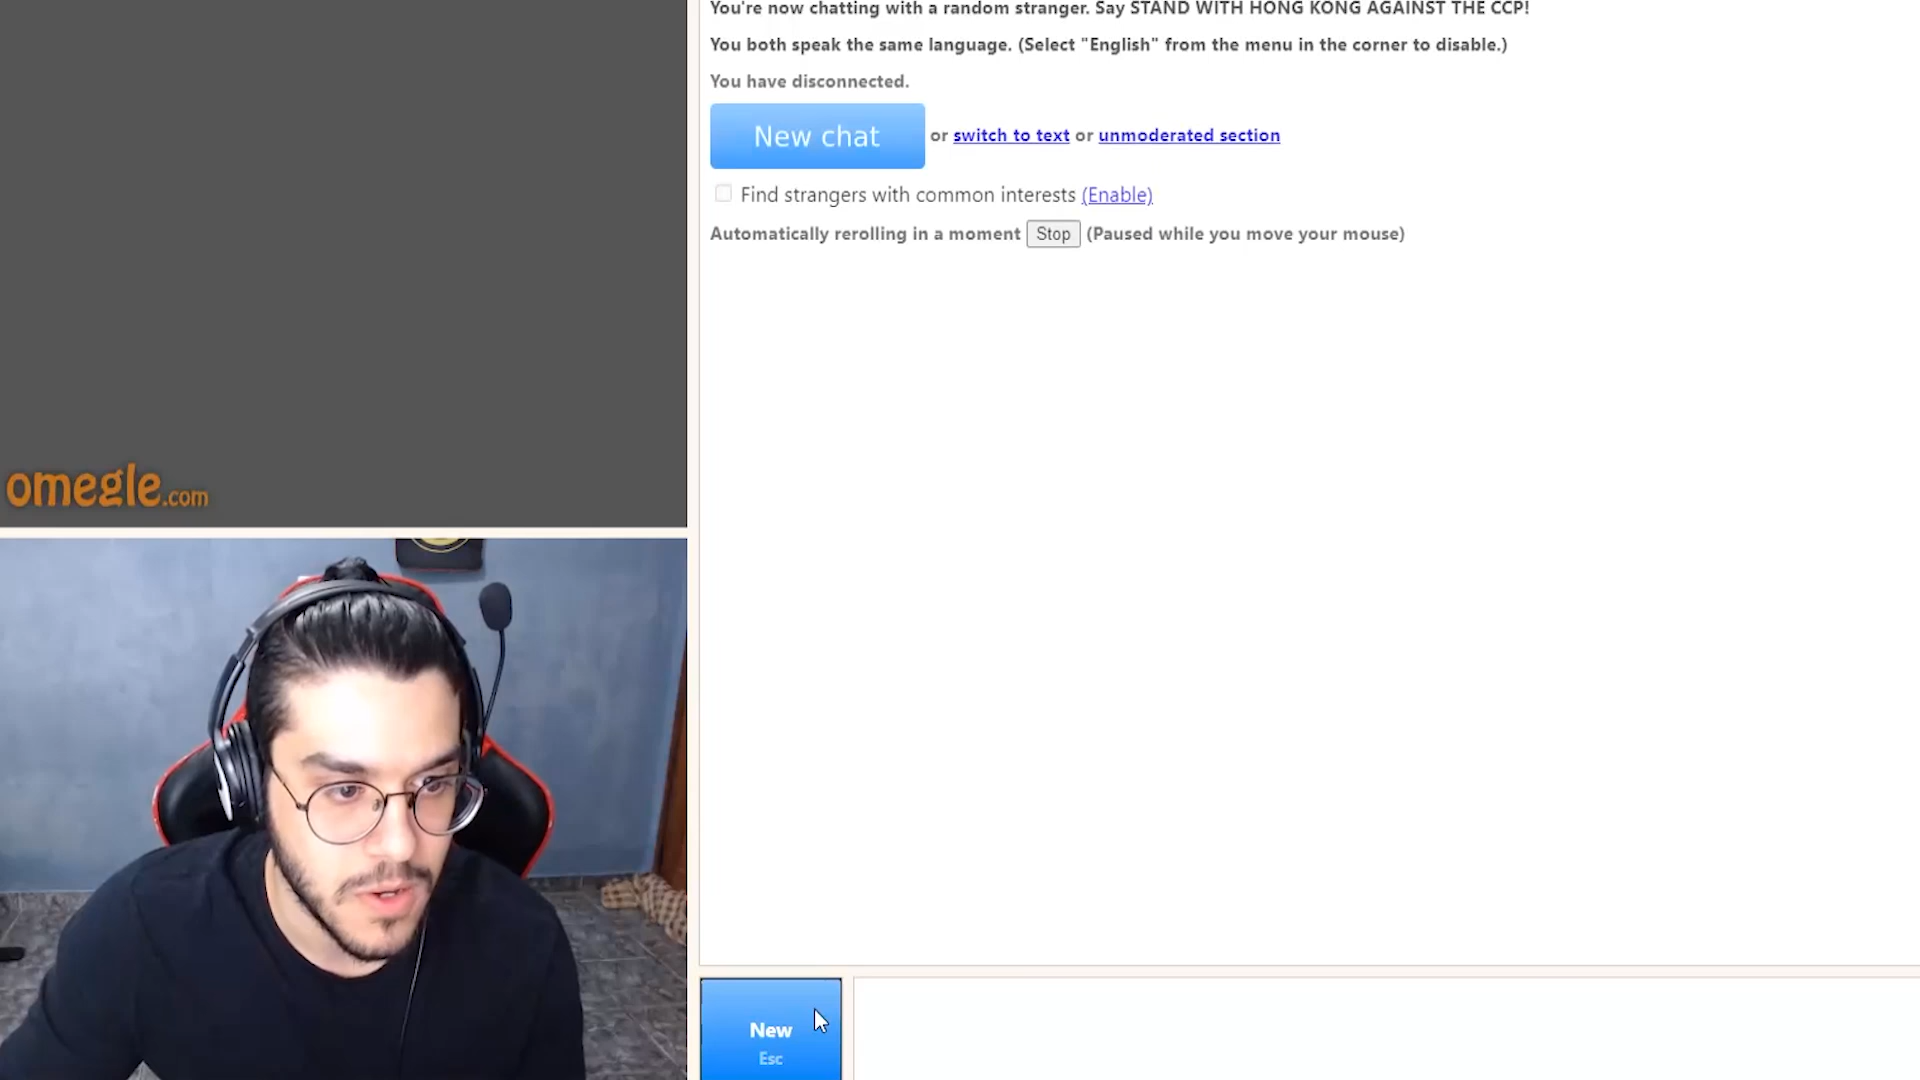 You're now chatting with a random stranger. Say STAND WITH HONG KONG AGAINST THE CCP!
You both speak the same language. (Select "English" from the menu in the corner to disable.)
You have disconnected.
New chat or switch to text or unmoderated section
Find strangers with common interests (Enable)
Automatically rerolling in a moment Stop (Paused while you move your mouse)
omegle.com
New
Esc